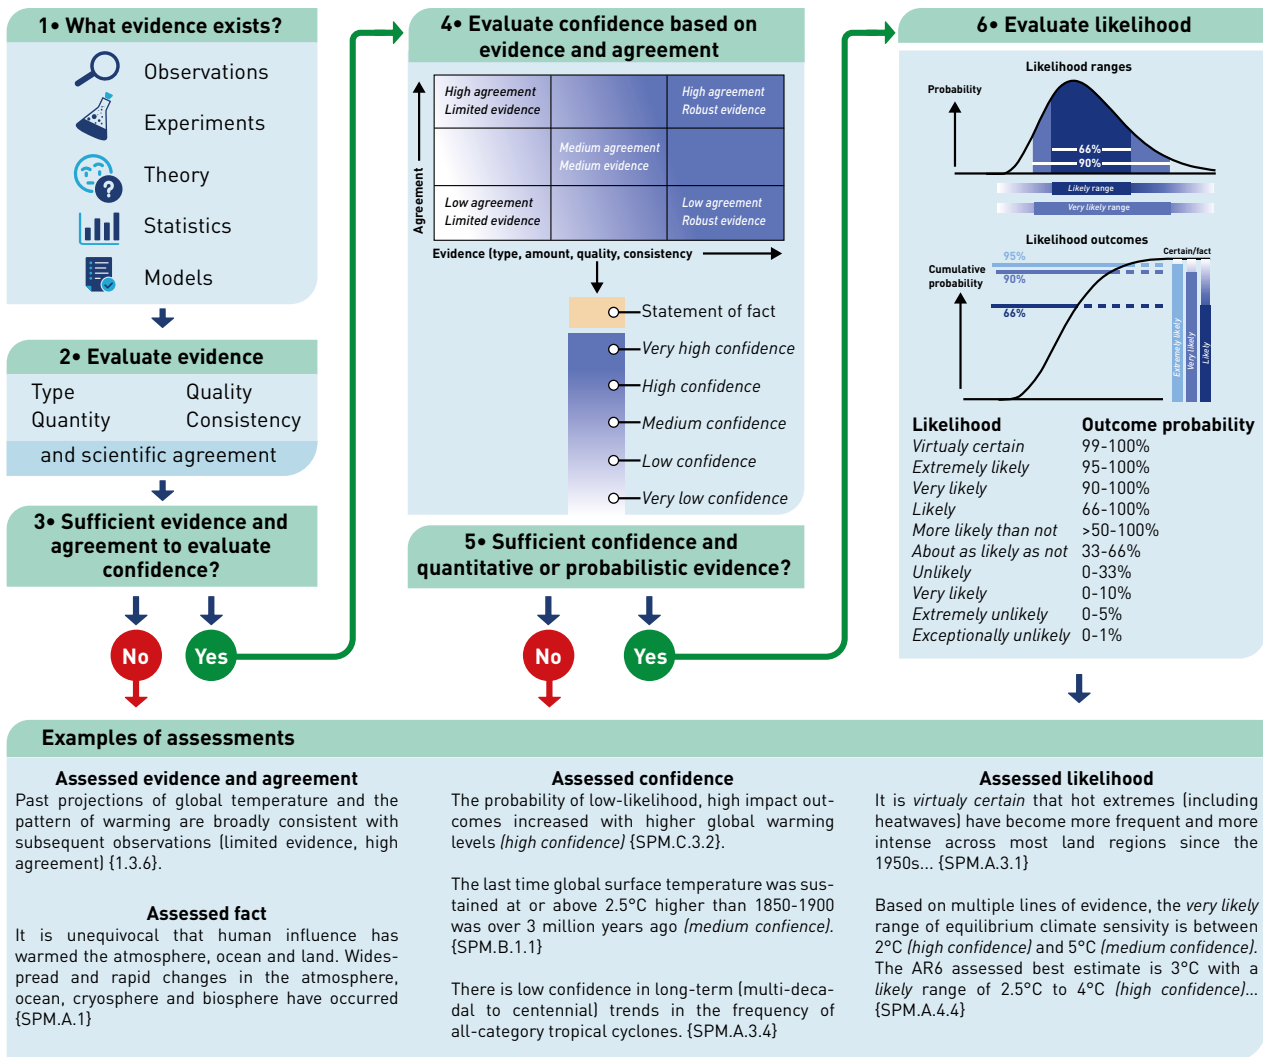 1• What evidence exists?
Observations
Experiments
Theory
Statistics
Models
2• Evaluate evidence
Type
Quality
Quantity
Consistency
and scientific agreement
3• Sufficient evidence and
agreement to evaluate
confidence?
No
Yes
4• Evaluate confidence based on
evidence and agreement
High agreement
Limited evidence
High agreement
Robust evidence
Medium agreement
Medium evidence
Low agreement
Limited evidence
Low agreement
Robust evidence
Agreement
Evidence (type, amount, quality, consistency
Statement of fact
Very high confidence
High confidence
Medium confidence
Low confidence
Very low confidence
5• Sufficient confidence and
quantitative or probabilistic evidence?
No
Yes
6• Evaluate likelihood
Likelihood ranges
Probability
66%
90%
Likely range
Very likely range
Likelihood outcomes
Certain/fact
Cumulative
probability
95%
90%
66%
Extremely likely
Very likely
Likely
Likelihood Outcome probability
Virtualy certain 99-100%
Extremely likely 95-100%
Very likely 90-100%
Likely 66-100%
More likely than not >50-100%
About as likely as not 33-66%
Unlikely 0-33%
Very likely 0-10%
Extremely unlikely 0-5%
Exceptionally unlikely 0-1%
Examples of assessments
Assessed evidence and agreement
Past projections of global temperature and the
pattern of warming are broadly consistent with
subsequent observations (limited evidence, high
agreement) {1.3.6}.
Assessed fact
It is unequivocal that human influence has
warmed the atmosphere, ocean and land. Wides-
pread and rapid changes in the atmosphere,
ocean, cryosphere and biosphere have occurred
{SPM.A.1}
Assessed confidence
The probability of low-likelihood, high impact out-
comes increased with higher global warming
levels (high confidence) {SPM.C.3.2}.
The last time global surface temperature was sus-
tained at or above 2.5°C higher than 1850-1900
was over 3 million years ago (medium confience).
{SPM.B.1.1}
There is low confidence in long-term (multi-deca-
dal to centennial) trends in the frequency of
all-category tropical cyclones. {SPM.A.3.4}
Assessed likelihood
It is virtualy certain that hot extremes (including
heatwaves) have become more frequent and more
intense across most land regions since the
1950s... {SPM.A.3.1}
Based on multiple lines of evidence, the very likely
range of equilibrium climate sensivity is between
2°C (high confidence) and 5°C (medium confidence).
The AR6 assessed best estimate is 3°C with a
likely range of 2.5°C to 4°C (high confidence)...
{SPM.A.4.4}